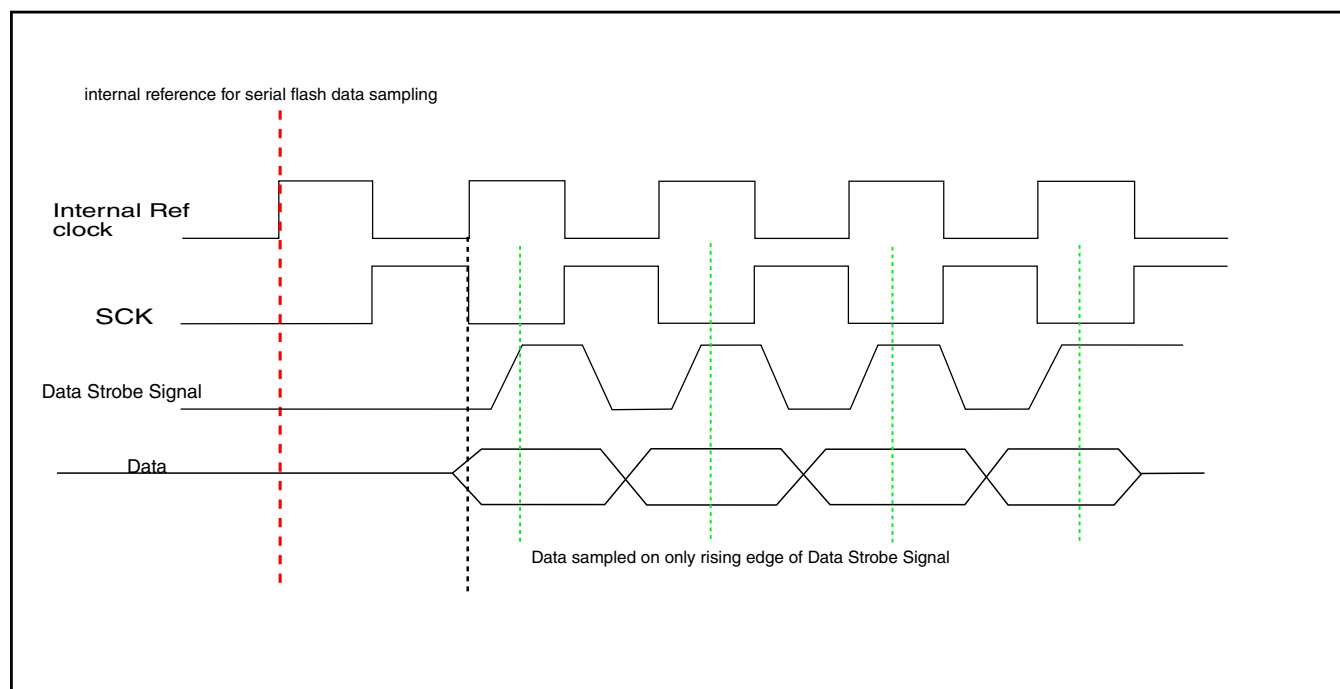 internal reference for serial flash data sampling
Internal Ref
clock
SCK
Data Strobe Signal
Data
Data sampled on only rising edge of Data Strobe Signal